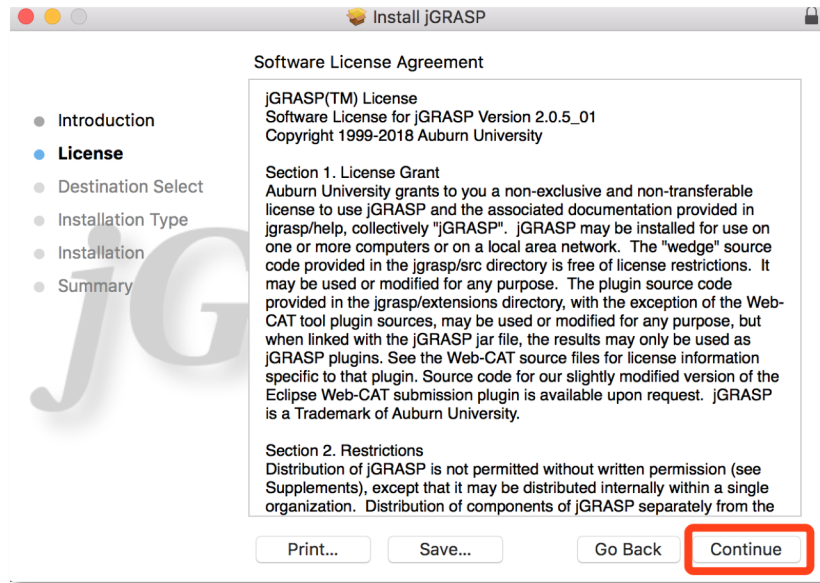 Install jGRASP
Software License Agreement
Introduction
License
Destination Select
Installation Type
Installation
Summary
jG
jGRASP(TM) License
Software License for jGRASP Version 2.0.5_01
Copyright 1999-2018 Auburn University
Section 1. License Grant
Auburn University grants to you a non-exclusive and non-transferable
license to use jGRASP and the associated documentation provided in
jgrasp/help, collectively "jGRASP".  jGRASP may be installed for use on
one or more computers or on a local area network.  The "wedge" source
code provided in the jgrasp/src directory is free of license restrictions.  It
may be used or modified for any purpose.  The plugin source code
provided in the jgrasp/extensions directory, with the exception of the Web-
CAT tool plugin sources, may be used or modified for any purpose, but
when linked with the jGRASP jar file, the results may only be used as
jGRASP plugins. See the Web-CAT source files for license information
specific to that plugin. Source code for our slightly modified version of the
Eclipse Web-CAT submission plugin is available upon request.  jGRASP
is a Trademark of Auburn University.
Section 2. Restrictions
Distribution of jGRASP is not permitted without written permission (see
Supplements), except that it may be distributed internally within a single
organization.  Distribution of components of jGRASP separately from the
Print... Save... Go Back Continue